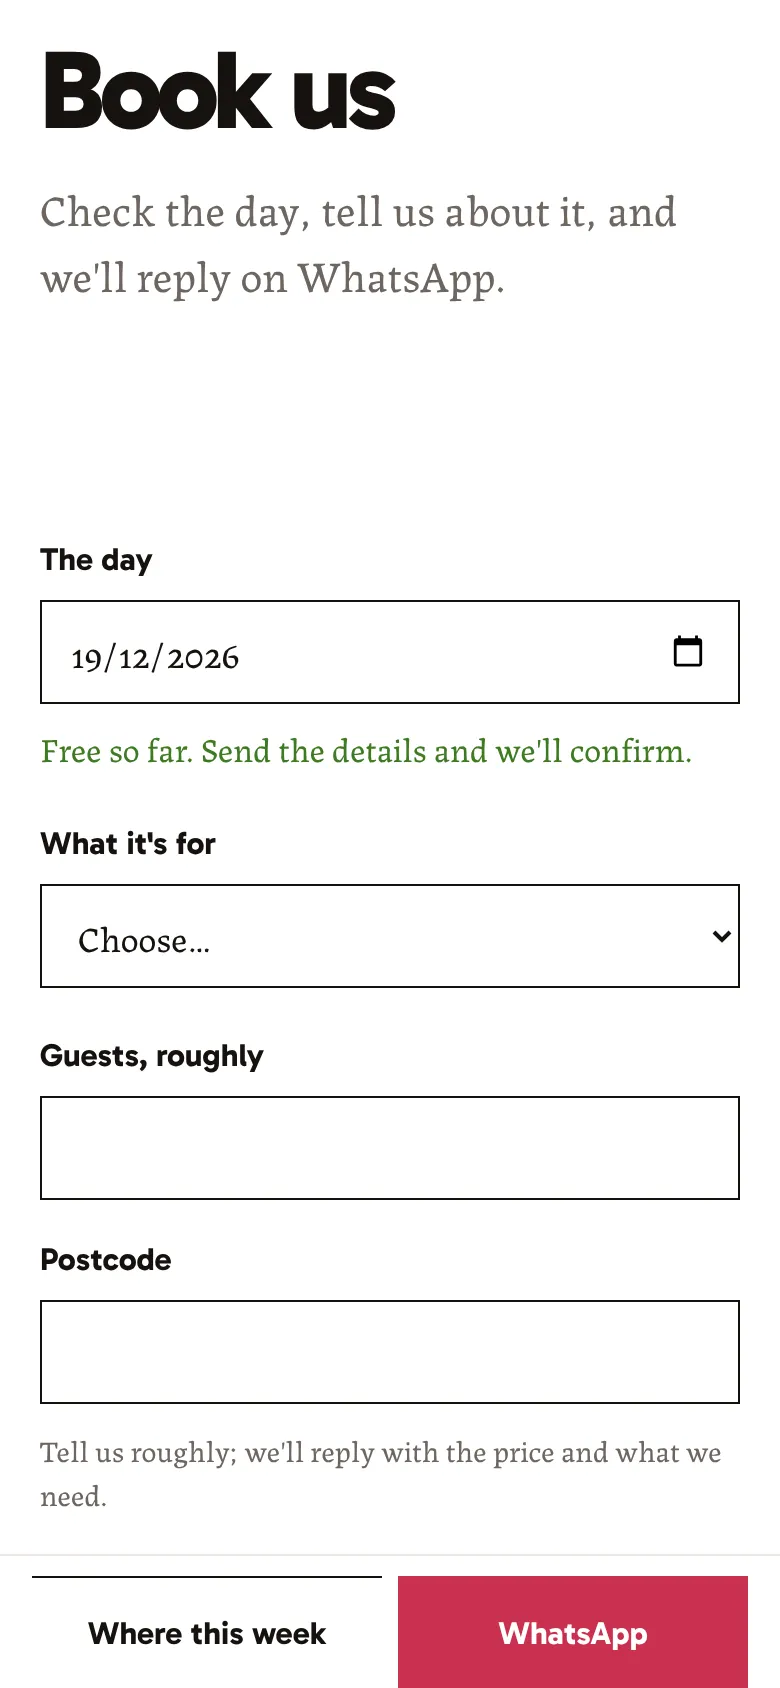 Book us
Check the day, tell us about it, and
we'll reply on WhatsApp.
The day
19/12/2026
Free so far. Send the details and we'll confirm.
What it's for
Choose...
Guests, roughly
Postcode
Tell us roughly; we'll reply with the price and what we
need.
Where this week
WhatsApp